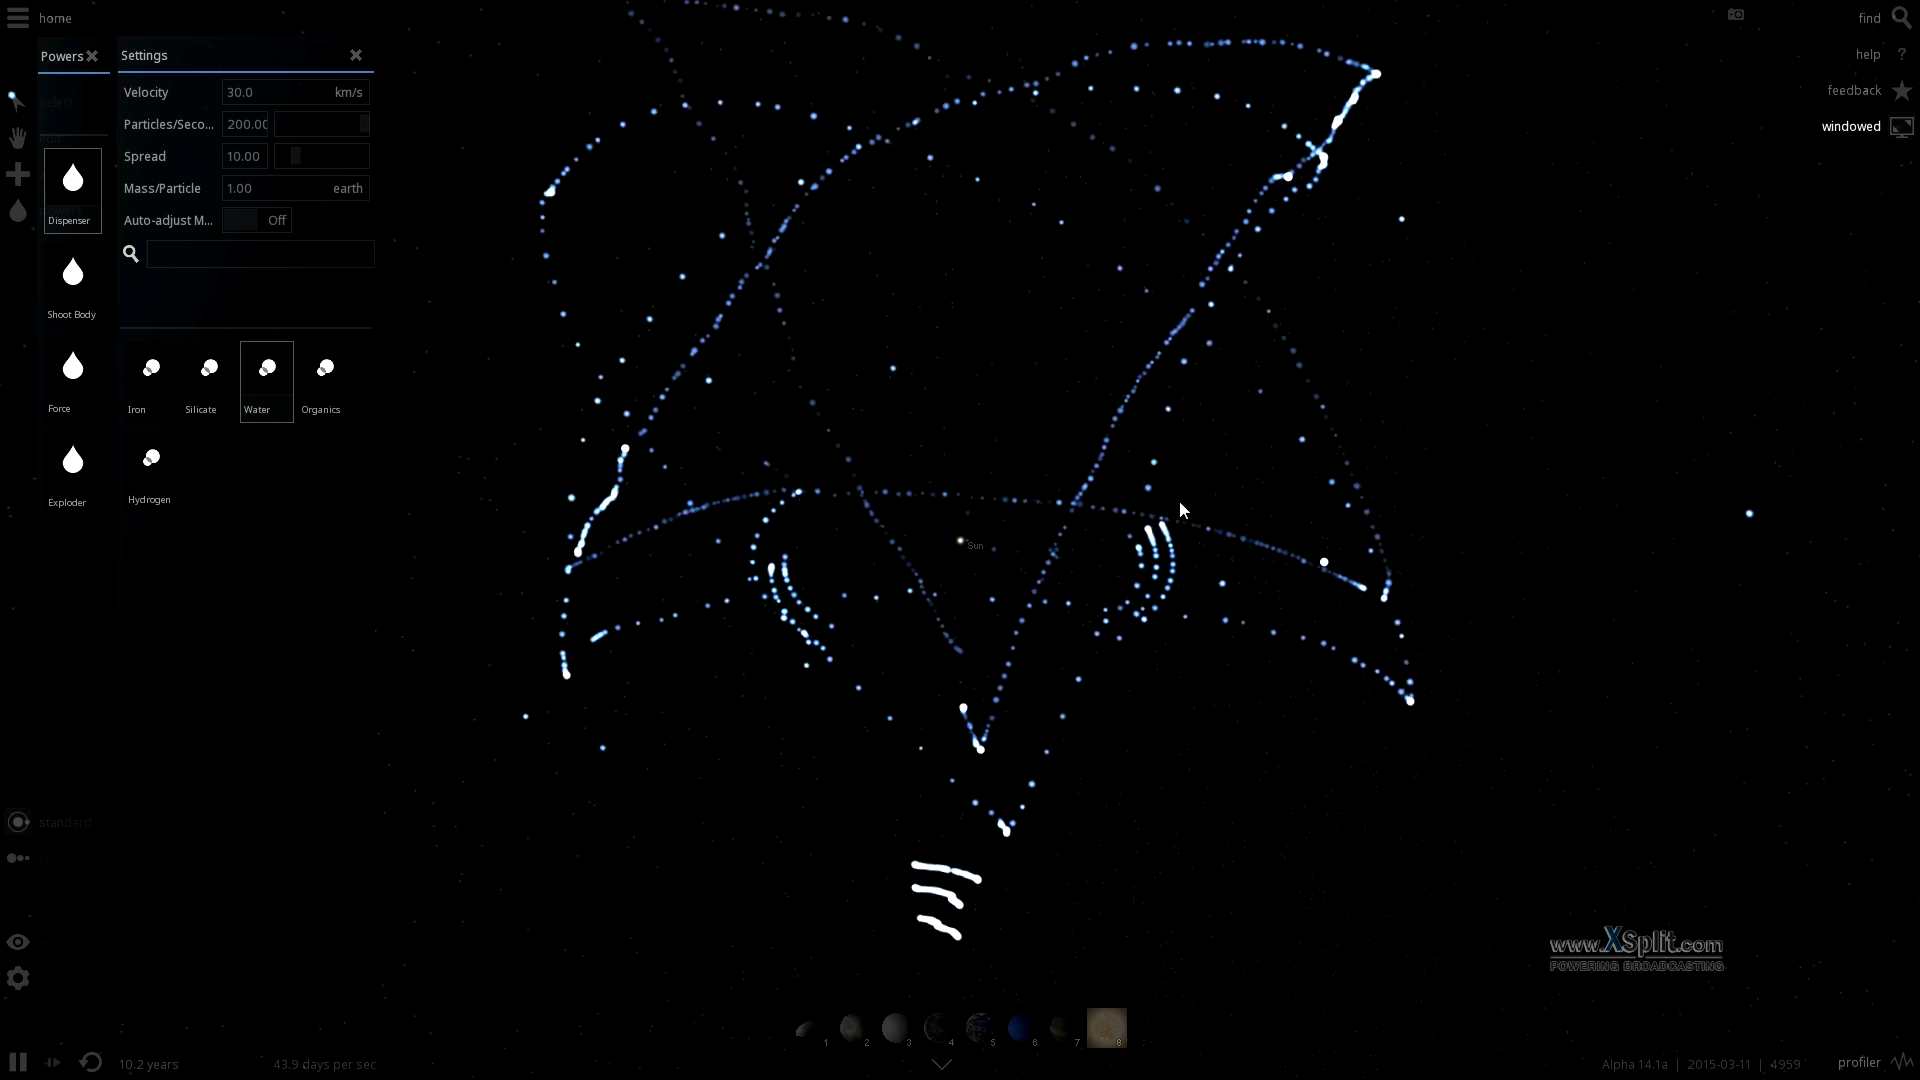 home
find
Powers
Settings
help
Velocity 30.0 km/s
feedback
select
Particles/Seco... 200.00
windowed
Spread 10.00
Mass/Particle 1.00 earth
Dispenser
Auto-adjust M... Off
Shoot Body
Force
Iron Silicate Water Organics
Exploder
Hydrogen
Sun
standard
www.XSplit.com
POWERING BROADCASTING
1 2 3 4 5 6 7 8
10.2 years 43.9 days per sec
Alpha 14.1a | 2015-03-11 | 4959
profiler